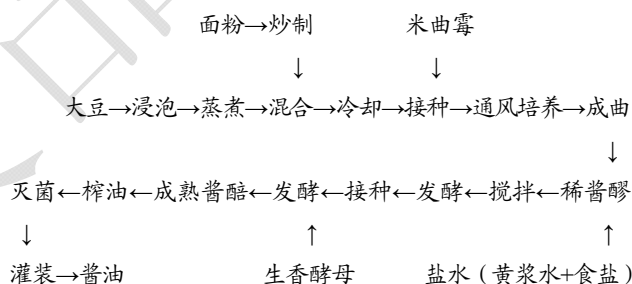 面粉→炒制 米曲霉
↓ ↓
大豆→浸泡→蒸煮→混合→冷却→接种→通风培养→成曲
↓
灭菌←榨油←成熟酱醅←发酵←接种←发酵←搅拌←稀酱醪
↓ ↑ ↑
灌装→酱油 生香酵母 盐水（黄浆水+食盐）